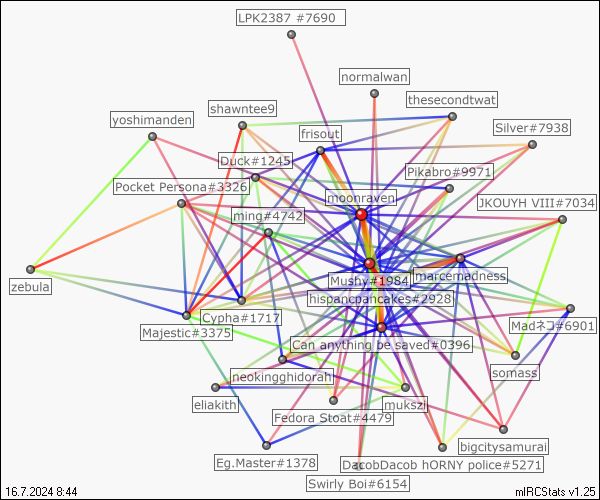 LPK2387 #7690
normalwan
thesecondtwat
shawntee9
yoshimanden
frisout
Silver#7938
Duck#1245
Pikabro#9971
Pocket Persona#3326
moonraven
JKOUYH VIII#7034
ming#4742
zebula
Mushy#1984
marcemadness
hispancpancakes#2928
Cypha#1717
Majestic#3375
Madネコ#6901
Can anything be saved#0396
neokingghidorah
somass
eliakith
mukszi
Fedora Stoat#4479
bigcitysamurai
Eg.Master#1378
DacobDacob hORNY police#5271
Swirly Boi#6154
16.7.2024 8:44
mIRCStats v1.25